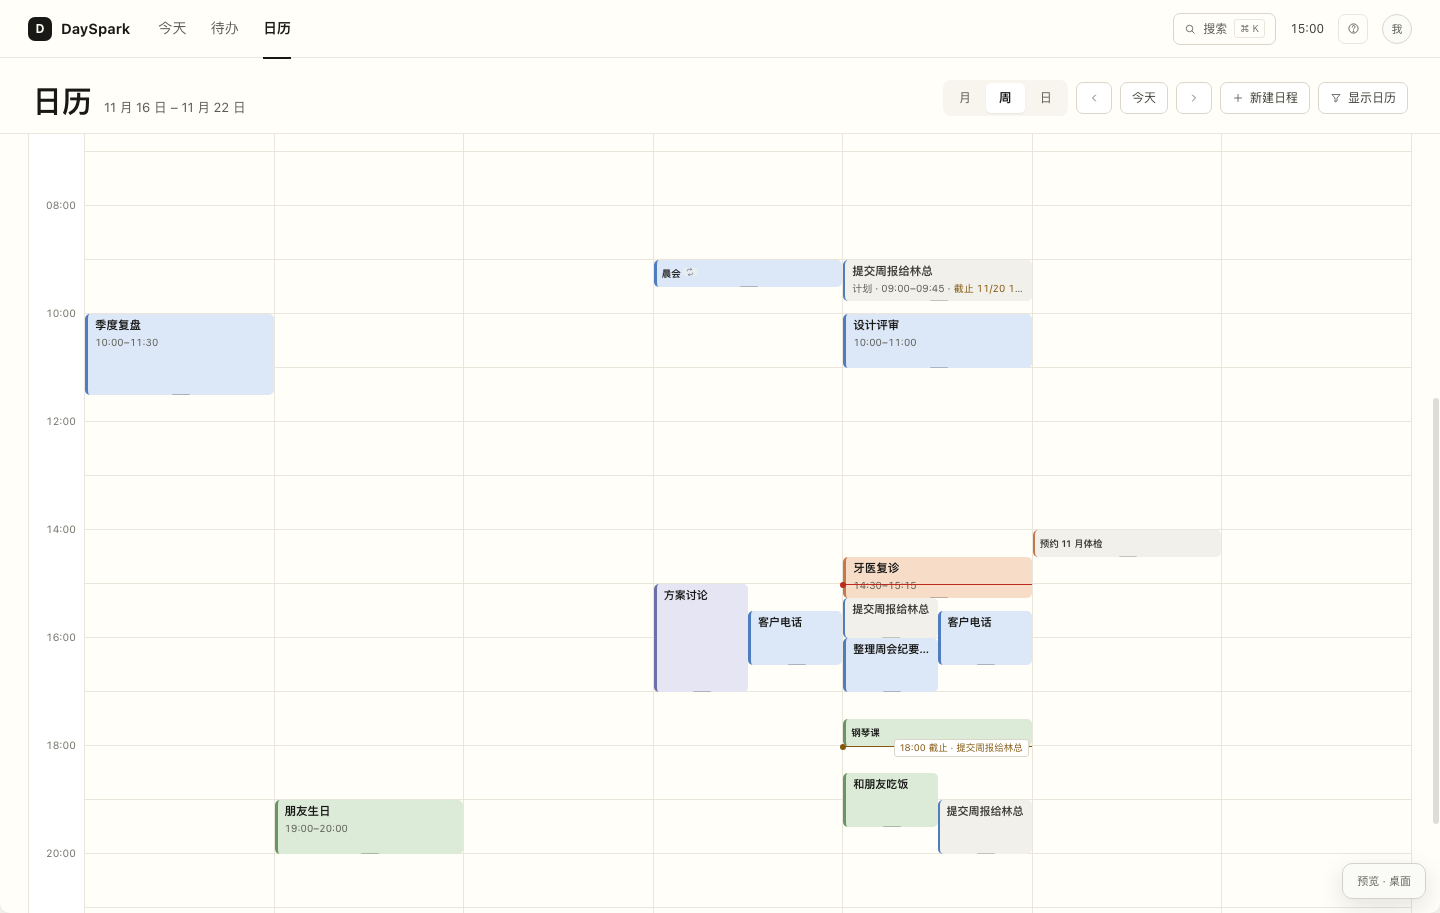 D DaySpark 今天 待办 日历 搜索 ⌘ K 15:00 我
日历 11 月 16 日 – 11 月 22 日 月 周 日 今天 新建日程 显示日历
08:00
晨会
提交周报给林总
计划 · 09:00–09:45 · 截止 11/20 1...
10:00
季度复盘
10:00–11:30
设计评审
10:00–11:00
12:00
14:00
预约 11 月体检
牙医复诊
14:30–15:15
方案讨论
提交周报给林总
客户电话
客户电话
16:00
整理周会纪要...
钢琴课
18:00
18:00 截止 · 提交周报给林总
和朋友吃饭
朋友生日
19:00–20:00
提交周报给林总
20:00
预览 · 桌面